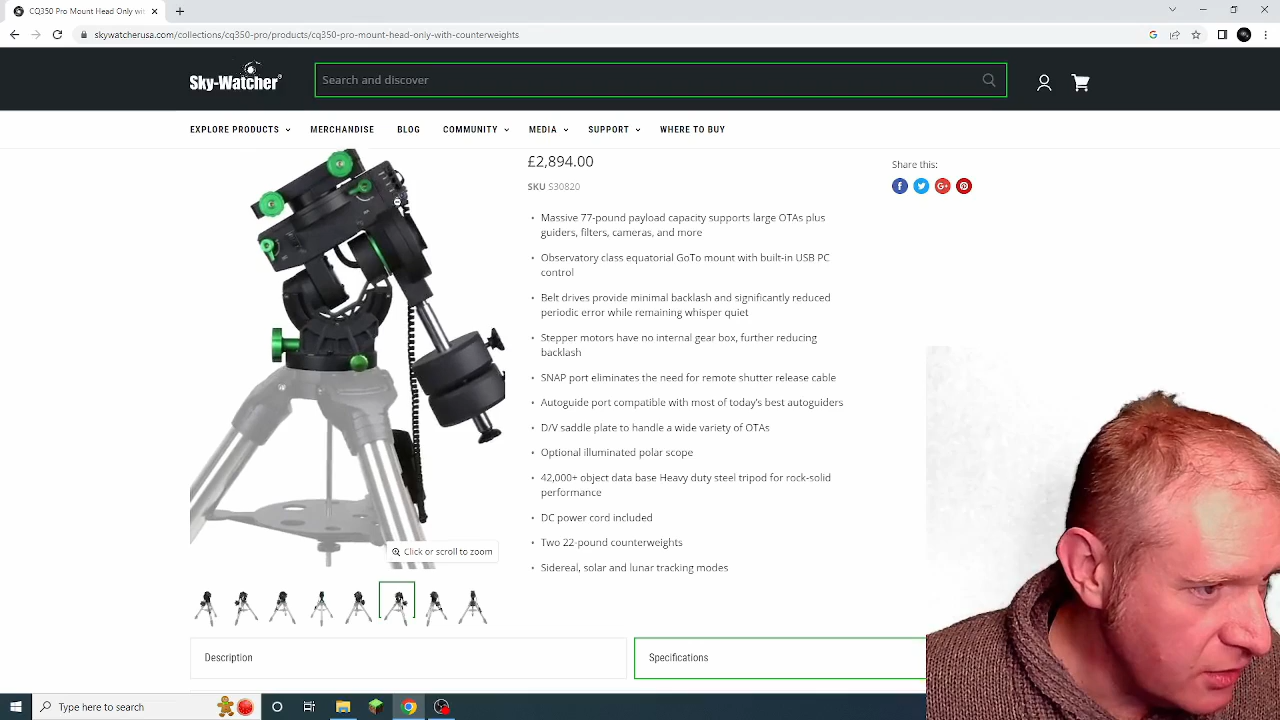 CQ350 Pro Mount Head Only wit
skywatcherusa.com/collections/cq350-pro/products/cq350-pro-mount-head-only-with-counterweights
Sky-Watcher
Search and discover
EXPLORE PRODUCTS
MERCHANDISE
BLOG
COMMUNITY
MEDIA
SUPPORT
WHERE TO BUY
£2,894.00
SKU S30820
Share this:
• Massive 77-pound payload capacity supports large OTAs plus
guiders, filters, cameras, and more
• Observatory class equatorial GoTo mount with built-in USB PC
control
• Belt drives provide minimal backlash and significantly reduced
periodic error while remaining whisper quiet
• Stepper motors have no internal gear box, further reducing
backlash
• SNAP port eliminates the need for remote shutter release cable
• Autoguide port compatible with most of today's best autoguiders
• D/V saddle plate to handle a wide variety of OTAs
• Optional illuminated polar scope
• 42,000+ object data base Heavy duty steel tripod for rock-solid
performance
• DC power cord included
• Two 22-pound counterweights
• Sidereal, solar and lunar tracking modes
Click or scroll to zoom
Description
Specifications
Type here to search